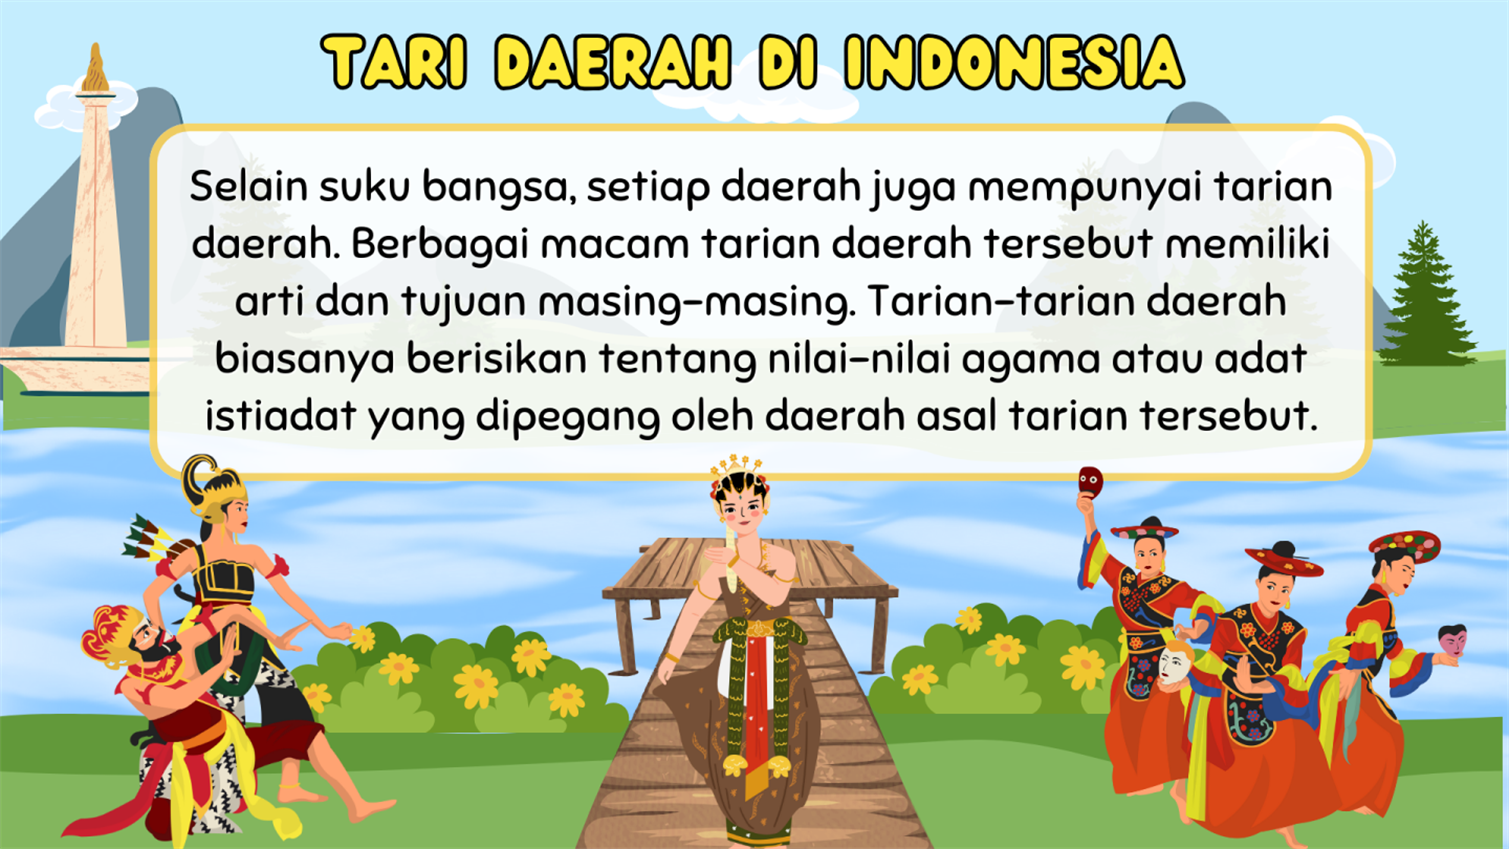 TARI DAERAH DI INDONESIA
Selain suku bangsa, setiap daerah juga mempunyai tarian
daerah. Berbagai macam tarian daerah tersebut memiliki
arti dan tujuan masing-masing. Tarian-tarian daerah
biasanya berisikan tentang nilai-nilai agama atau adat
istiadat yang dipegang oleh daerah asal tarian tersebut.